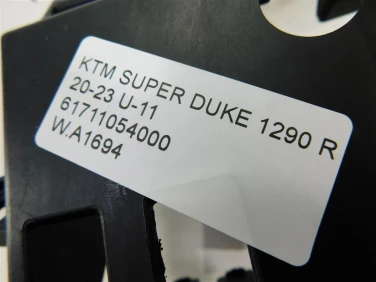 KTM SUPER DUKE 1290 R
20-23 U-11
61711054000
W.A1694